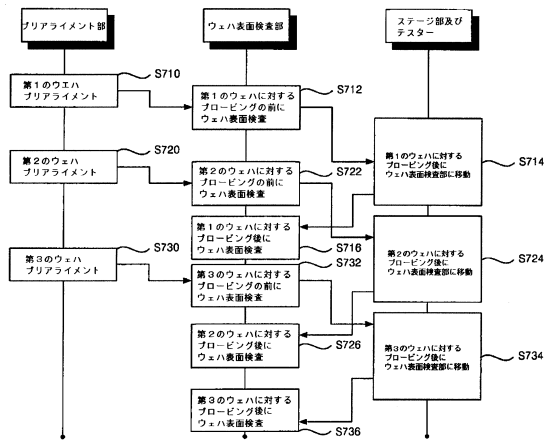 プリアライメント部
ウェハ表面検査部
ステージ部及び
テスター
S710
第1のウエハ
プリアライメント
S712
第1のウェハに対する
プロービングの前に
ウェハ表面検査
S714
第1のウェハに対する
プロービング後に
ウェハ表面検査部に移動
S720
第2のウェハ
プリアライメント
S722
第2のウェハに対する
プロービングの前に
ウェハ表面検査
S716
第1のウェハに対する
プロービング後に
ウェハ表面検査
S724
第2のウェハに対する
プロービング後に
ウェハ表面検査部に移動
S730
第3のウェハ
プリアライメント
S732
第3のウェハに対する
プロービングの前に
ウェハ表面検査
S726
第2のウェハに対する
プロービング後に
ウェハ表面検査
S734
第3のウェハに対する
プロービング後に
ウェハ表面検査部に移動
第3のウェハに対する
プロービング後に
ウェハ表面検査
S736